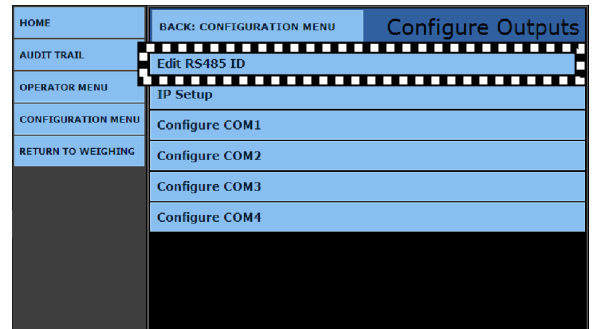 HOME
AUDIT TRAIL
OPERATOR MENU
CONFIGURATION MENU
RETURN TO WEIGHING
BACK: CONFIGURATION MENU
Configure Outputs
Edit RS485 ID
IP Setup
Configure COM1
Configure COM2
Configure COM3
Configure COM4